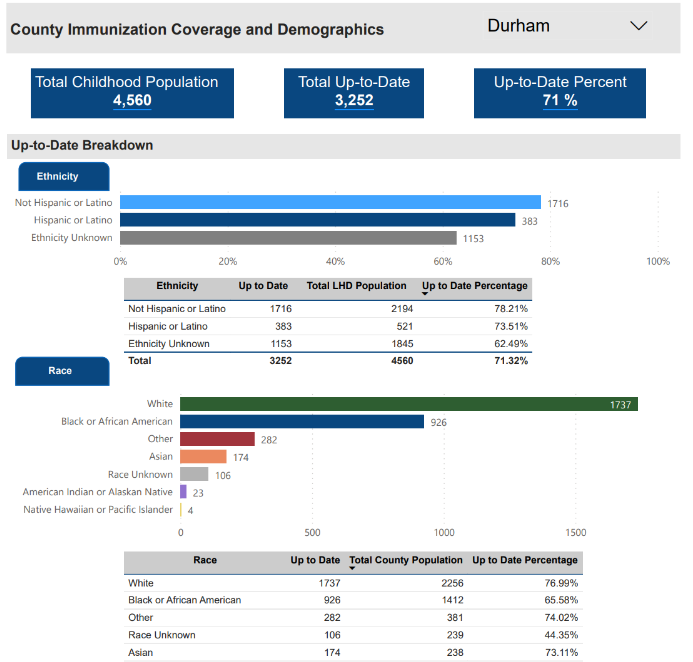 County Immunization Coverage and Demographics
Durham
Total Childhood Population
4,560
Total Up-to-Date
3,252
Up-to-Date Percent
71 %
Up-to-Date Breakdown
Ethnicity
Not Hispanic or Latino 1716
Hispanic or Latino 383
Ethnicity Unknown 1153
0% 20% 40% 60% 80% 100%
Ethnicity Up to Date Total LHD Population Up to Date Percentage
Not Hispanic or Latino 1716 2194 78.21%
Hispanic or Latino 383 521 73.51%
Ethnicity Unknown 1153 1845 62.49%
Total 3252 4560 71.32%
Race
White 1737
Black or African American 926
Other 282
Asian 174
Race Unknown 106
American Indian or Alaskan Native 23
Native Hawaiian or Pacific Islander 4
0 500 1000 1500
Race Up to Date Total County Population Up to Date Percentage
White 1737 2256 76.99%
Black or African American 926 1412 65.58%
Other 282 381 74.02%
Race Unknown 106 239 44.35%
Asian 174 238 73.11%